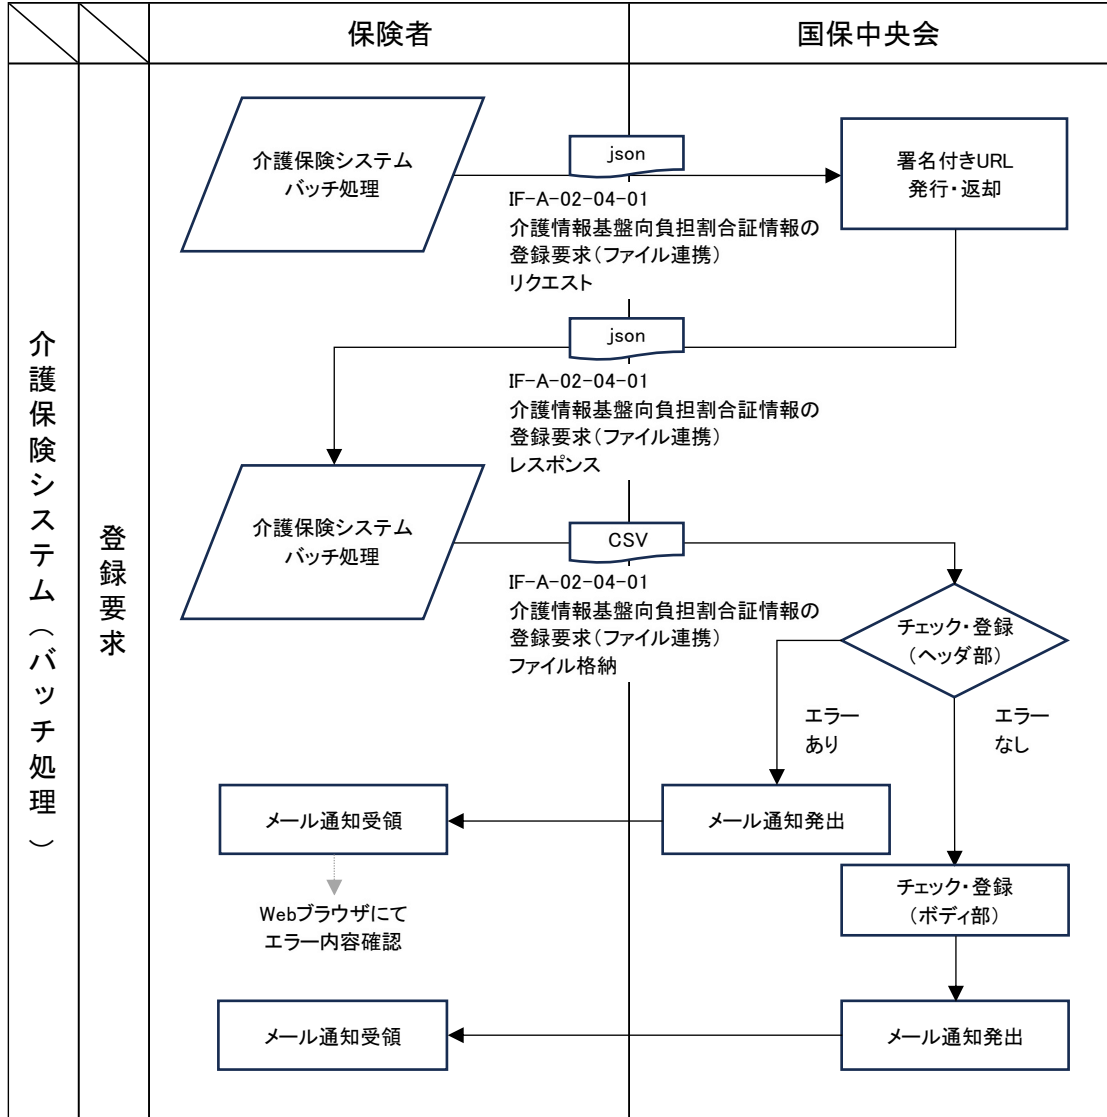 保険者
国保中央会
介護保険システム（バッチ処理）
登録要求
介護保険システム
バッチ処理
json
署名付きURL
発行・返却
IF-A-02-04-01
介護情報基盤向負担割合証情報の
登録要求（ファイル連携）
リクエスト
json
IF-A-02-04-01
介護情報基盤向負担割合証情報の
登録要求（ファイル連携）
レスポンス
介護保険システム
バッチ処理
CSV
IF-A-02-04-01
介護情報基盤向負担割合証情報の
登録要求（ファイル連携）
ファイル格納
チェック・登録
（ヘッダ部）
エラー
あり
エラー
なし
メール通知受領
メール通知発出
Webブラウザにて
エラー内容確認
チェック・登録
（ボディ部）
メール通知受領
メール通知発出